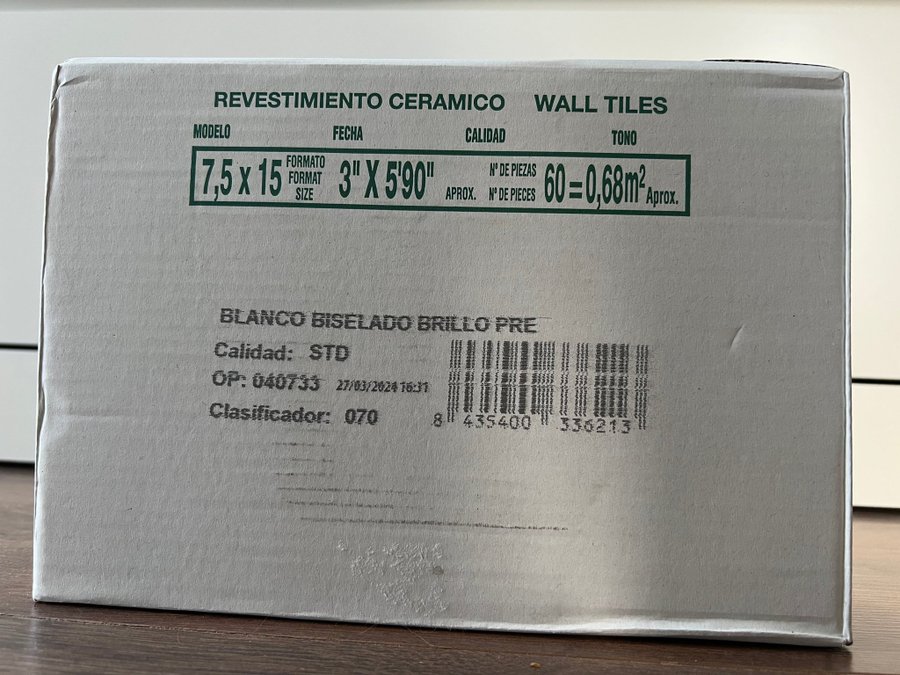 REVESTIMIENTO CERAMICO WALL TILES
MODELO FECHA CALIDAD TONO
7,5 x 15 FORMATO FORMAT SIZE 3" X 5'90" APROX. Nº DE PIEZAS Nº DE PIECES 60=0,68m² Aprox.
BLANCO BISELADO BRILLO PRE
Calidad: STD
OP: 040733 27/03/2024 16:31
Clasificador: 070
8 435400 336213